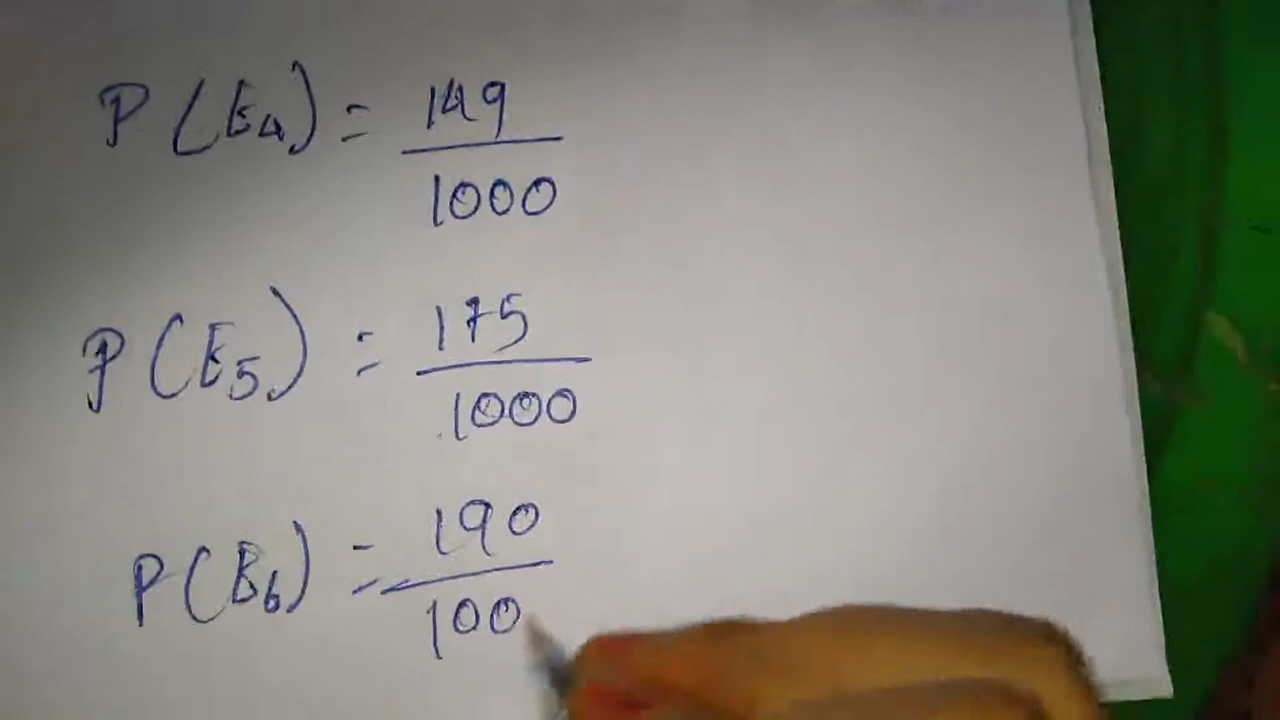 P(E4) = 149/1000
P(E5) = 175/1000
P(E6) = 190/100